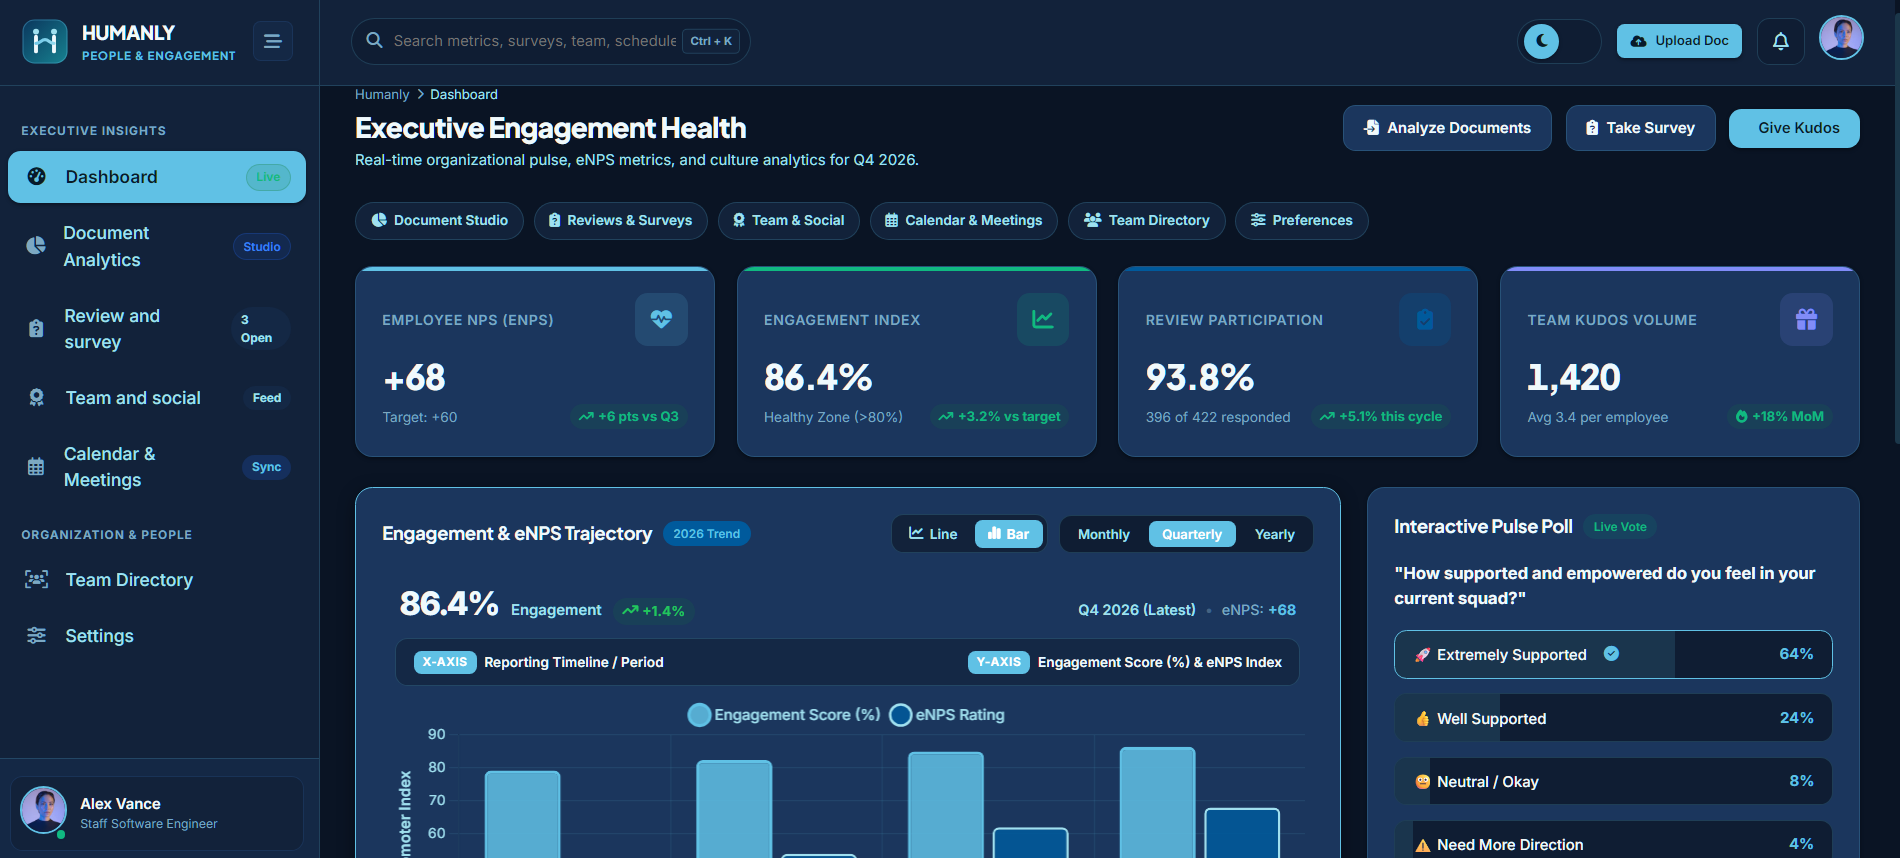 HUMANLY
PEOPLE & ENGAGEMENT
Search metrics, surveys, team, schedule
Ctrl + K
Upload Doc
EXECUTIVE INSIGHTS
Dashboard
Live
Document
Analytics
Studio
Review and
survey
3
Open
Team and social
Feed
Calendar &
Meetings
Sync
ORGANIZATION & PEOPLE
Team Directory
Settings
Alex Vance
Staff Software Engineer
Humanly > Dashboard
Executive Engagement Health
Real-time organizational pulse, eNPS metrics, and culture analytics for Q4 2026.
Analyze Documents
Take Survey
Give Kudos
Document Studio
Reviews & Surveys
Team & Social
Calendar & Meetings
Team Directory
Preferences
EMPLOYEE NPS (ENPS)
+68
Target: +60
+6 pts vs Q3
ENGAGEMENT INDEX
86.4%
Healthy Zone (>80%)
+3.2% vs target
REVIEW PARTICIPATION
93.8%
396 of 422 responded
+5.1% this cycle
TEAM KUDOS VOLUME
1,420
Avg 3.4 per employee
+18% MoM
Engagement & eNPS Trajectory
2026 Trend
Line
Bar
Monthly
Quarterly
Yearly
86.4% Engagement +1.4%
Q4 2026 (Latest) • eNPS: +68
X-AXIS Reporting Timeline / Period
Y-AXIS Engagement Score (%) & eNPS Index
Engagement Score (%)
eNPS Rating
90
80
70
60
Index
Interactive Pulse Poll
Live Vote
"How supported and empowered do you feel in your
current squad?"
🚀 Extremely Supported
64%
👍 Well Supported
24%
😐 Neutral / Okay
8%
⚠️ Need More Direction
4%